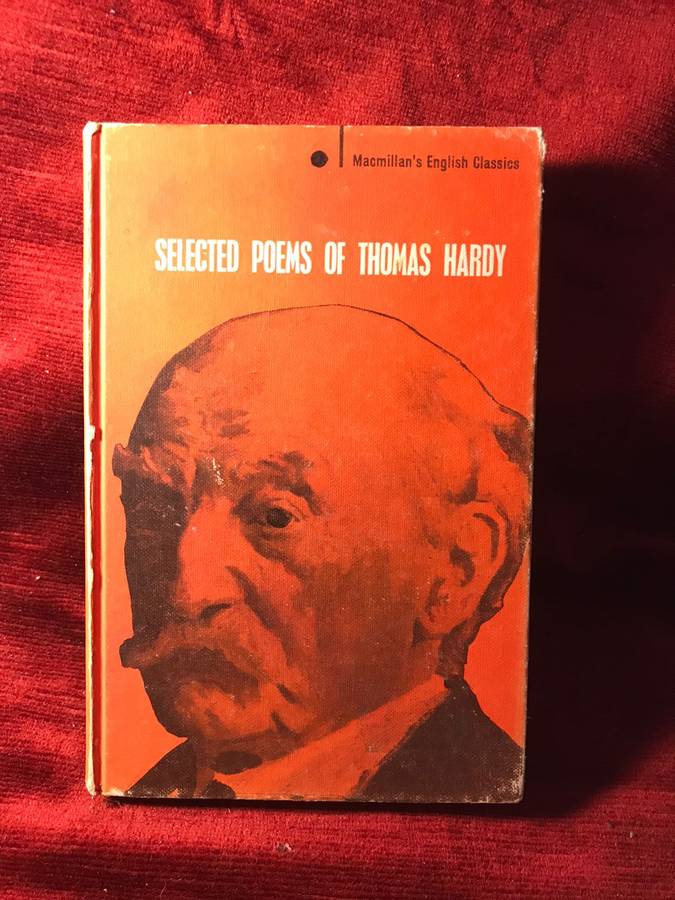 Macmillan's English Classics
SELECTED POEMS OF THOMAS HARDY